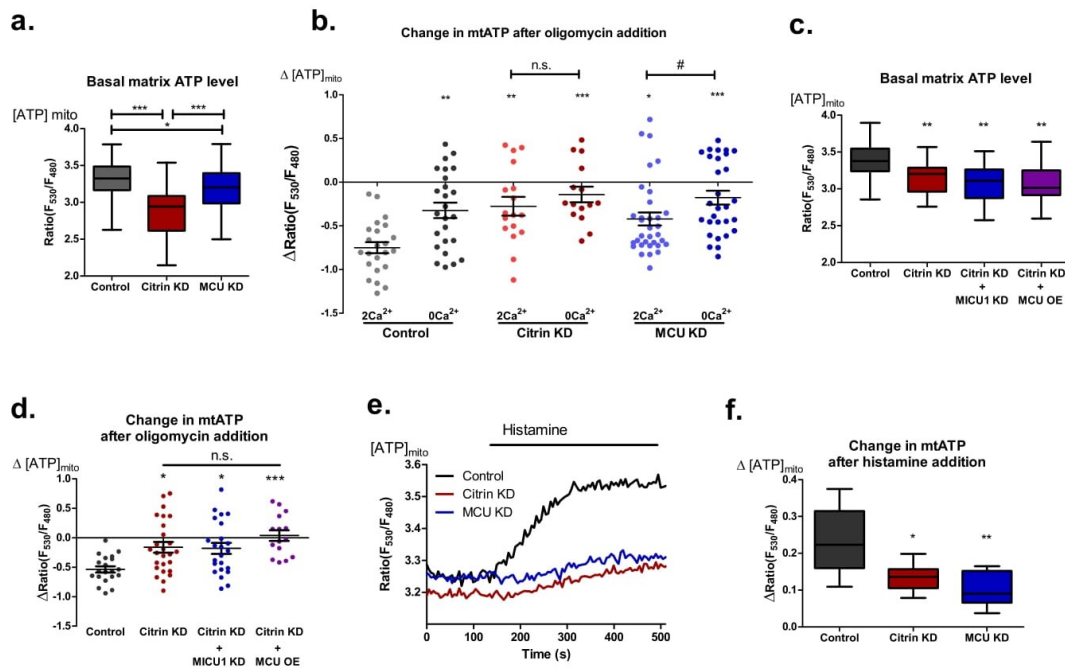 a.
Basal matrix ATP level
[ATP] mito
*** ***
*
Ratio(F530/F480)
4.0
3.5
3.0
2.5
2.0
Control Citrin KD MCU KD
b.
Change in mtATP after oligomycin addition
Δ [ATP]mito
n.s. #
** ** *** * ***
ΔRatio(F530/F480)
1.0
0.5
0.0
-0.5
-1.0
-1.5
2Ca2+ 0Ca2+ 2Ca2+ 0Ca2+ 2Ca2+ 0Ca2+
Control Citrin KD MCU KD
c.
Basal matrix ATP level
[ATP]mito
** ** **
Ratio(F530/F480)
4.0
3.5
3.0
2.5
2.0
Control Citrin KD Citrin KD Citrin KD
+ +
MICU1 KD MCU OE
d.
Change in mtATP
after oligomycin addition
Δ [ATP]mito
n.s.
* * ***
ΔRatio(F530/F480)
1.0
0.5
0.0
-0.5
-1.0
-1.5
Control Citrin KD Citrin KD Citrin KD
+ +
MICU1 KD MCU OE
e.
Histamine
[ATP]mito
Control
Citrin KD
MCU KD
Ratio(F530/F480)
3.6
3.5
3.4
3.3
3.2
0 100 200 300 400 500
Time (s)
f.
Change in mtATP
after histamine addition
Δ [ATP]mito
* **
ΔRatio(F530/F480)
0.4
0.3
0.2
0.1
0.0
Control Citrin KD MCU KD